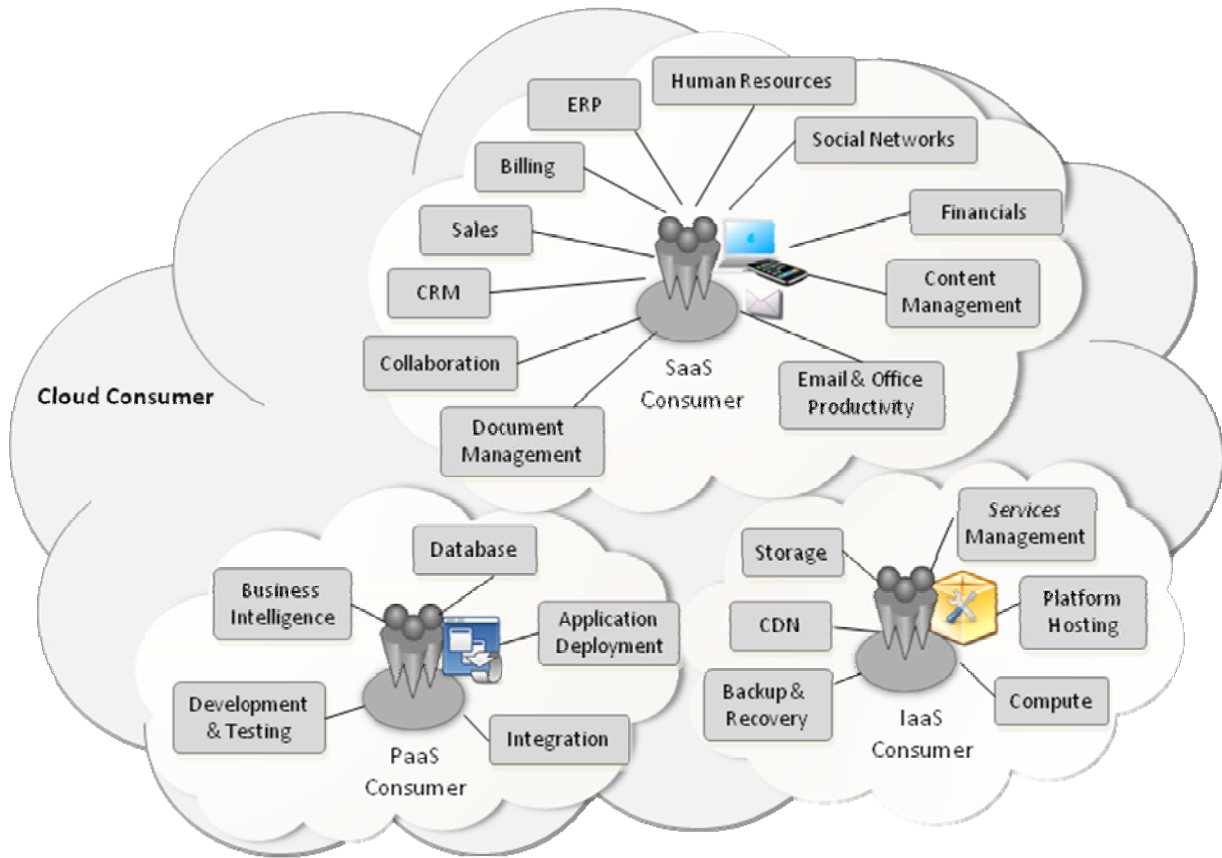 Human Resources
ERP
Social Networks
Billing
Financials
Sales
Content
Management
CRM
Collaboration
SaaS
Consumer
Email & Office
Productivity
Document
Management
Cloud Consumer
Database
Business
Intelligence
Application
Deployment
Development
& Testing
Integration
PaaS
Consumer
Services
Management
Storage
Platform
Hosting
CDN
Backup &
Recovery
Compute
IaaS
Consumer